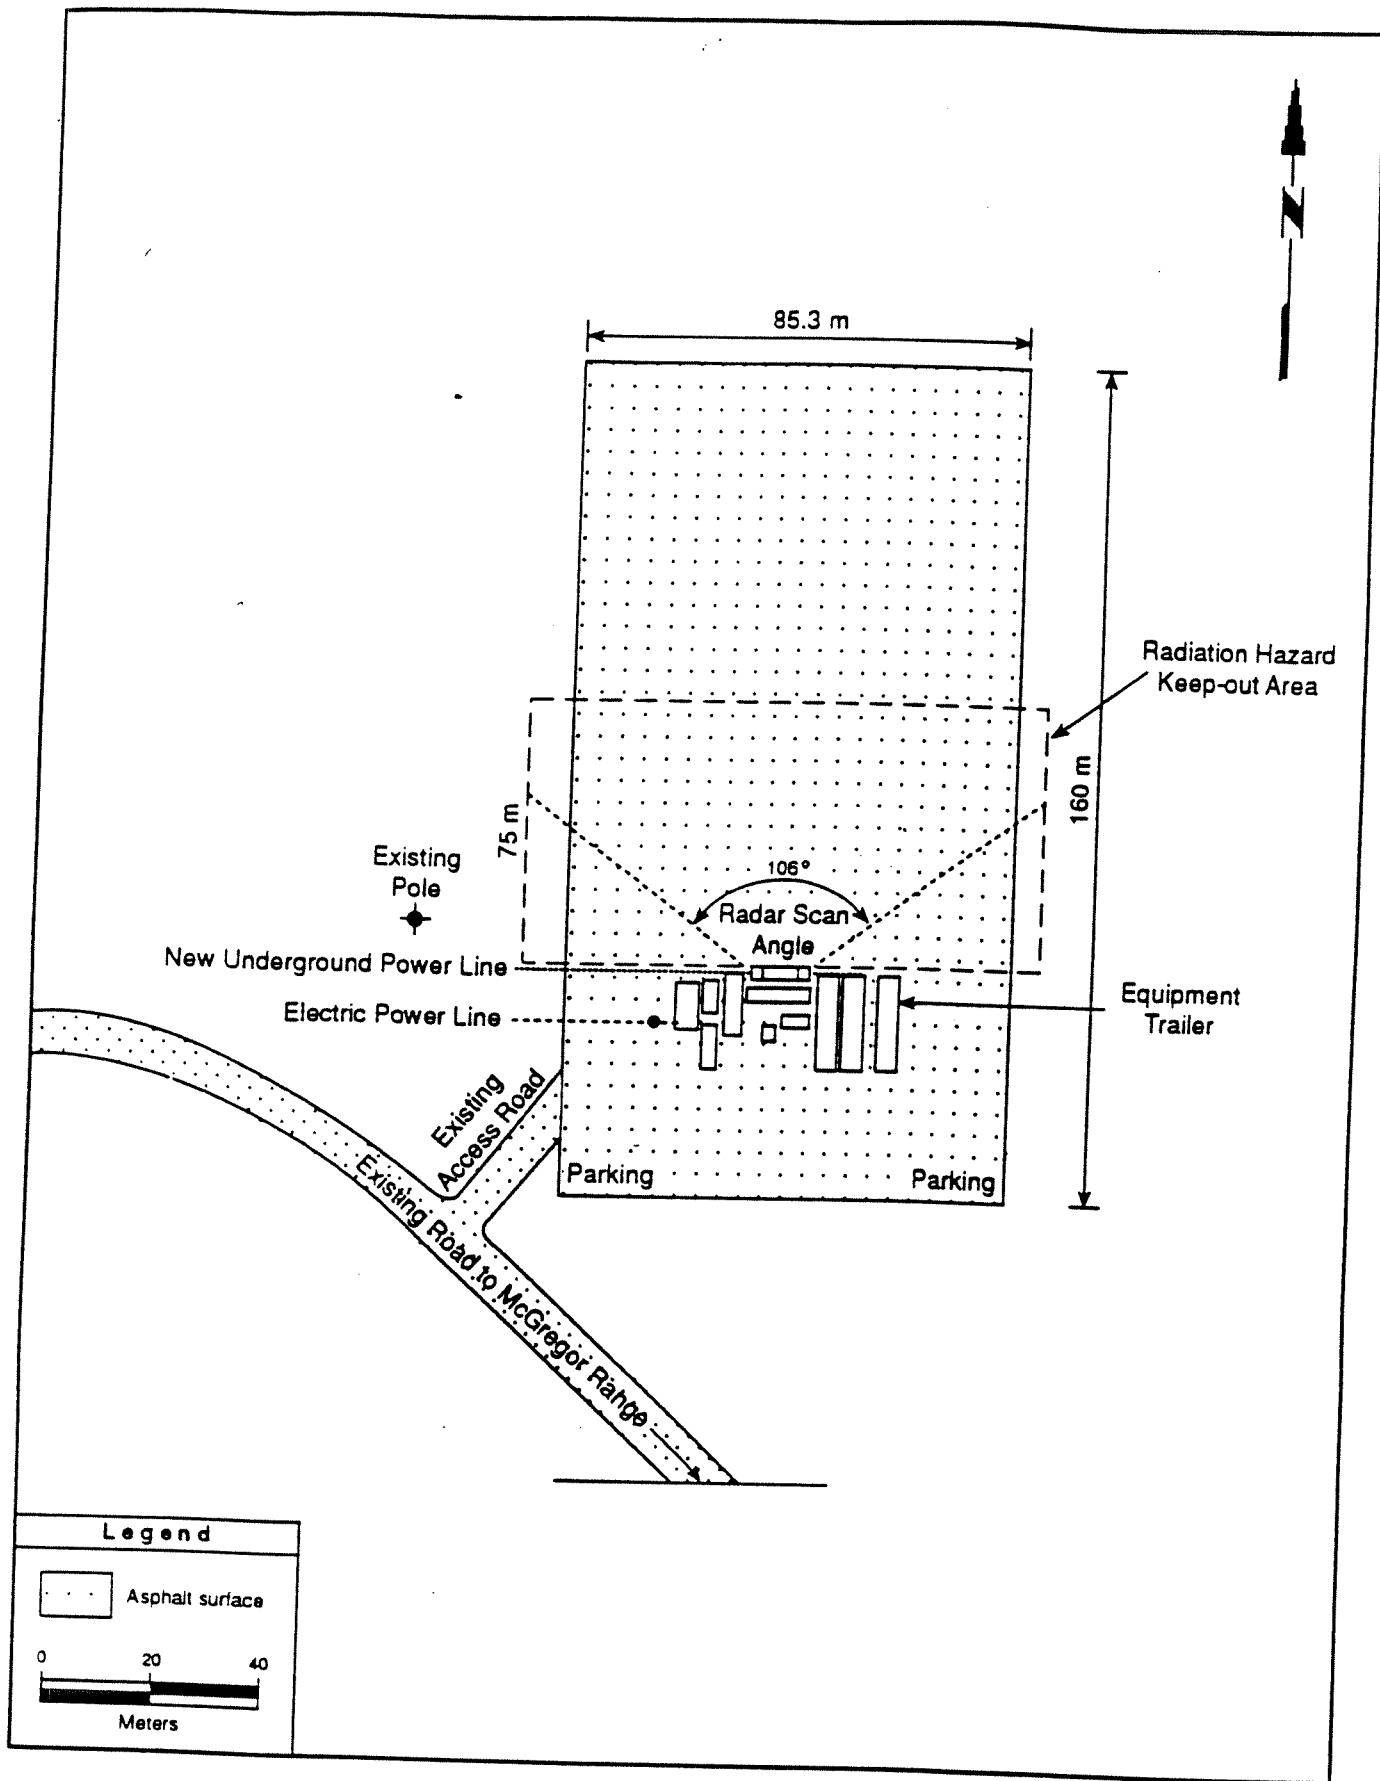 N
85.3 m
Radiation Hazard
Keep-out Area
160 m
75 m
Existing
Pole
106°
Radar Scan
Angle
New Underground Power Line
Electric Power Line
Equipment
Trailer
Existing
Access Road
Parking
Parking
Existing Road to McGregor Range
Legend
Asphalt surface
0 20 40
Meters